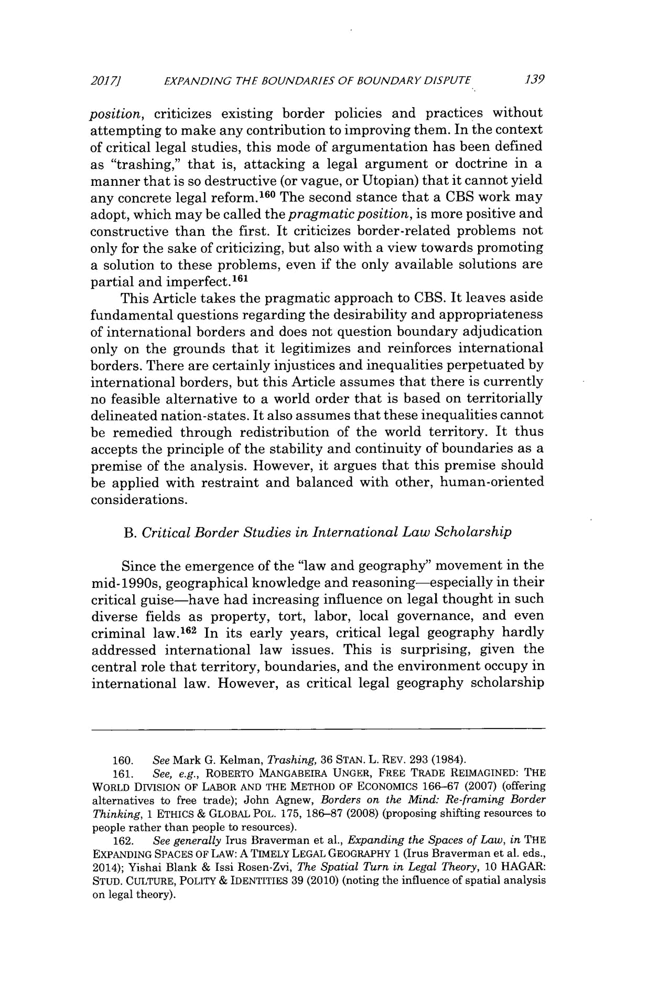 2017] EXPANDING THE BOUNDARIES OF BOUNDARY DISPUTE 139
position, criticizes existing border policies and practices without
attempting to make any contribution to improving them. In the context
of critical legal studies, this mode of argumentation has been defined
as “trashing,” that is, attacking a legal argument or doctrine in a
manner that is so destructive (or vague, or Utopian) that it cannot yield
any concrete legal reform.160 The second stance that a CBS work may
adopt, which may be called the pragmatic position, is more positive and
constructive than the first. It criticizes border-related problems not
only for the sake of criticizing, but also with a view towards promoting
a solution to these problems, even if the only available solutions are
partial and imperfect.161
This Article takes the pragmatic approach to CBS. It leaves aside
fundamental questions regarding the desirability and appropriateness
of international borders and does not question boundary adjudication
only on the grounds that it legitimizes and reinforces international
borders. There are certainly injustices and inequalities perpetuated by
international borders, but this Article assumes that there is currently
no feasible alternative to a world order that is based on territorially
delineated nation-states. It also assumes that these inequalities cannot
be remedied through redistribution of the world territory. It thus
accepts the principle of the stability and continuity of boundaries as a
premise of the analysis. However, it argues that this premise should
be applied with restraint and balanced with other, human-oriented
considerations.
B. Critical Border Studies in International Law Scholarship
Since the emergence of the “law and geography” movement in the
mid-1990s, geographical knowledge and reasoning—especially in their
critical guise—have had increasing influence on legal thought in such
diverse fields as property, tort, labor, local governance, and even
criminal law.162 In its early years, critical legal geography hardly
addressed international law issues. This is surprising, given the
central role that territory, boundaries, and the environment occupy in
international law. However, as critical legal geography scholarship
160. See Mark G. Kelman, Trashing, 36 STAN. L. REV. 293 (1984).
161. See, e.g., ROBERTO MANGABEIRA UNGER, FREE TRADE REIMAGINED: THE
WORLD DIVISION OF LABOR AND THE METHOD OF ECONOMICS 166–67 (2007) (offering
alternatives to free trade); John Agnew, Borders on the Mind: Re-framing Border
Thinking, 1 ETHICS & GLOBAL POL. 175, 186–87 (2008) (proposing shifting resources to
people rather than people to resources).
162. See generally Irus Braverman et al., Expanding the Spaces of Law, in THE
EXPANDING SPACES OF LAW: A TIMELY LEGAL GEOGRAPHY 1 (Irus Braverman et al. eds.,
2014); Yishai Blank & Issi Rosen-Zvi, The Spatial Turn in Legal Theory, 10 HAGAR:
STUD. CULTURE, POLITY & IDENTITIES 39 (2010) (noting the influence of spatial analysis
on legal theory).